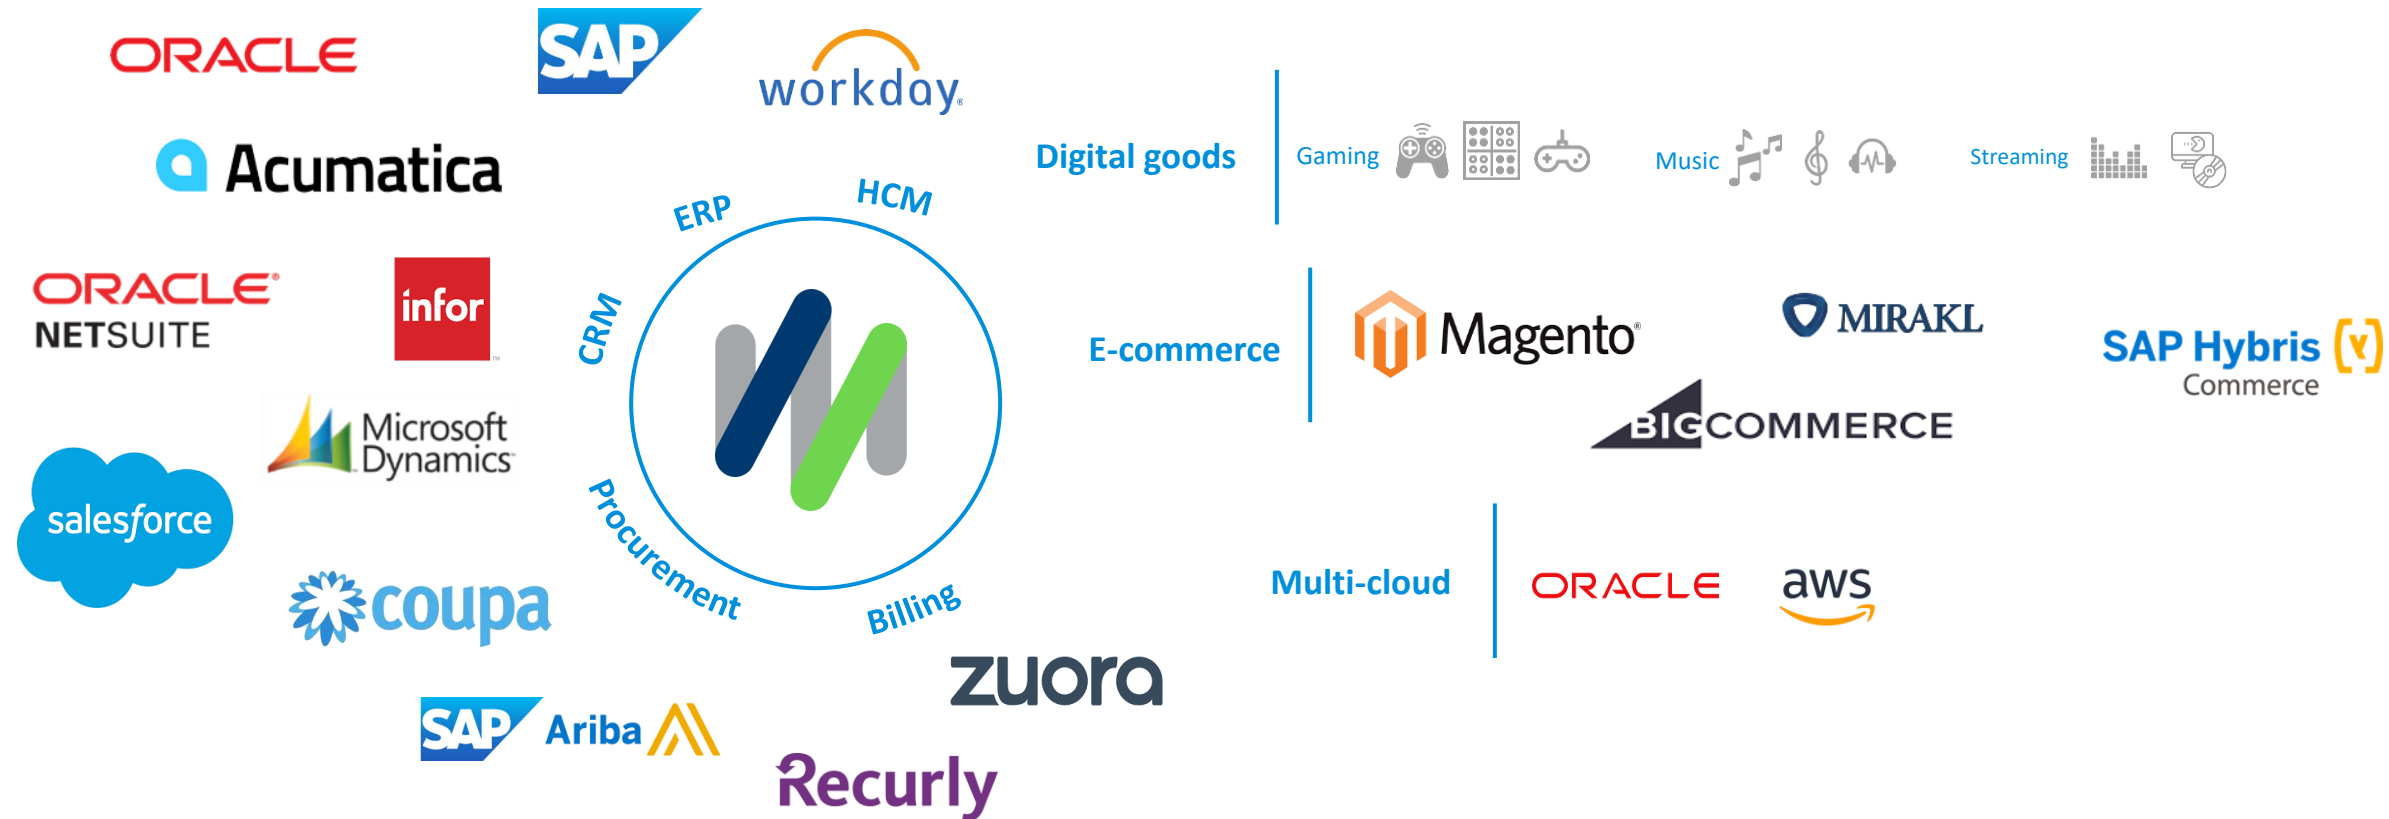 ORACLE
SAP
workday®
Acumatica
Digital goods
Gaming
Music
Streaming
ERP
HCM
ORACLE®
NETSUITE
infor
™
CRM
E-commerce
Magento®
MIRAKL
SAP Hybris
Commerce
BIGCOMMERCE
Microsoft
Dynamics
salesforce
Procurement
Billing
coupa
Multi-cloud
ORACLE
aws
zuora
SAP Ariba
Recurly